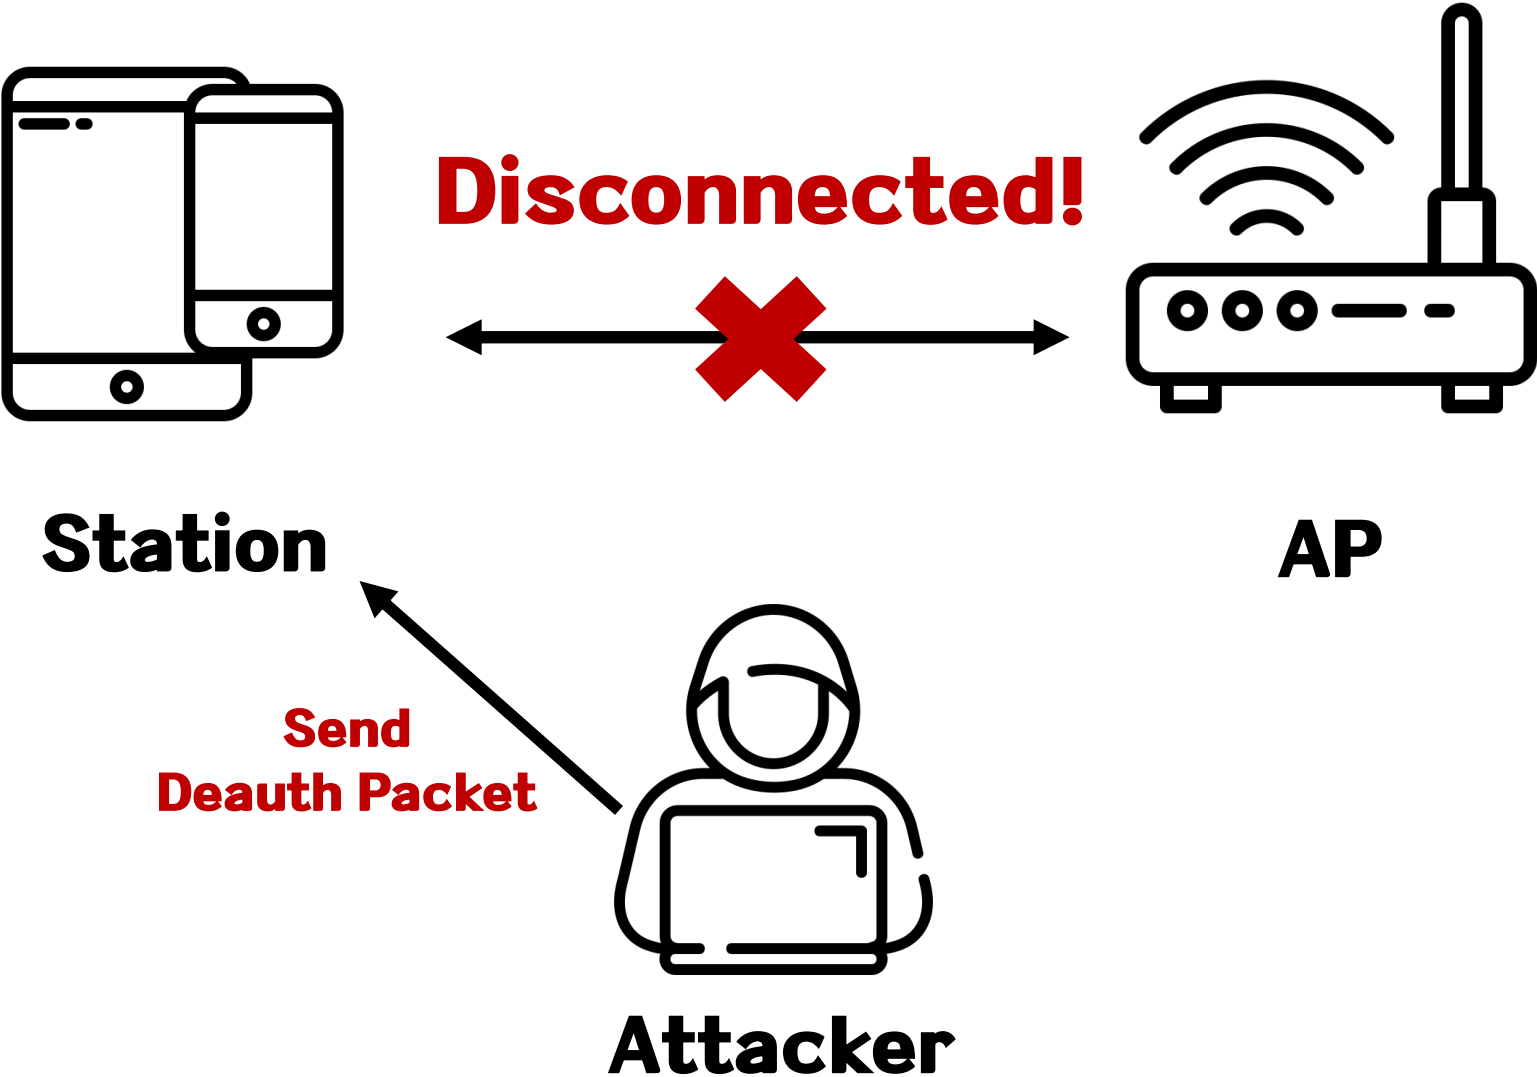 Disconnected!
Station
AP
Send
Deauth Packet
Attacker